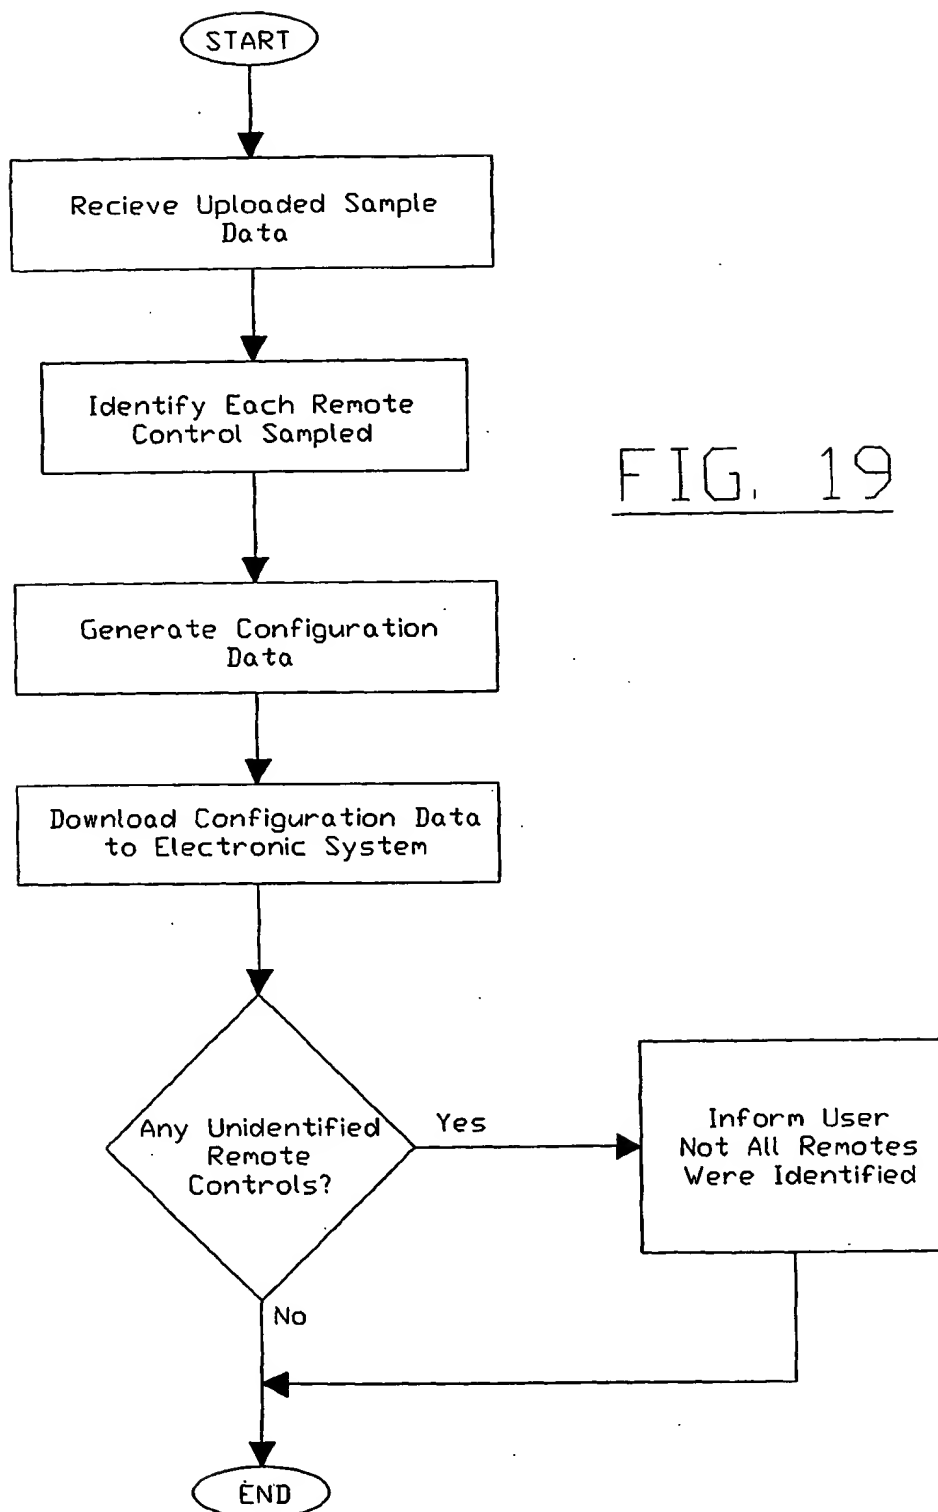 START
Recieve Uploaded Sample
Data
Identify Each Remote
Control Sampled
FIG. 19
Generate Configuration
Data
Download Configuration Data
to Electronic System
Any Unidentified
Remote
Controls?
Yes
Inform User
Not All Remotes
Were Identified
No
END